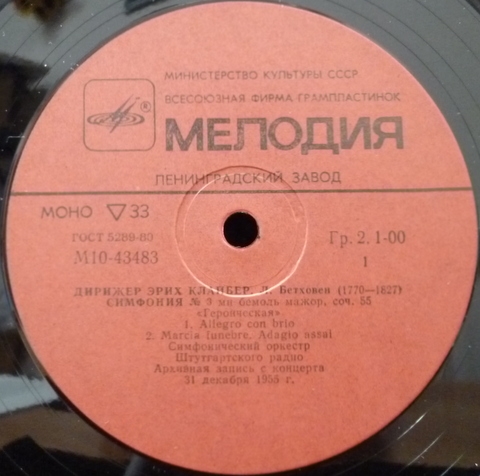 МИНИСТЕРСТВО КУЛЬТУРЫ СССР
ВСЕСОЮЗНАЯ ФИРМА ГРАМПЛАСТИНОК
®
МЕЛОДИЯ
ЛЕНИНГРАДСКИЙ ЗАВОД
МОНО ▽ 33
ГОСТ 5289-80
Гр. 2. 1-00
М10-43483
1
ДИРИЖЕР ЭРИХ КЛАЙБЕР. Л. Бетховен (1770—1827)
СИМФОНИЯ № 3 ми бемоль мажор, соч. 55
«Героическая»
1. Allegro con brio
2. Marcia funebre. Adagio assai
Симфонический оркестр
Штутгартского радио
Архивная запись с концерта
31 декабря 1955 г.